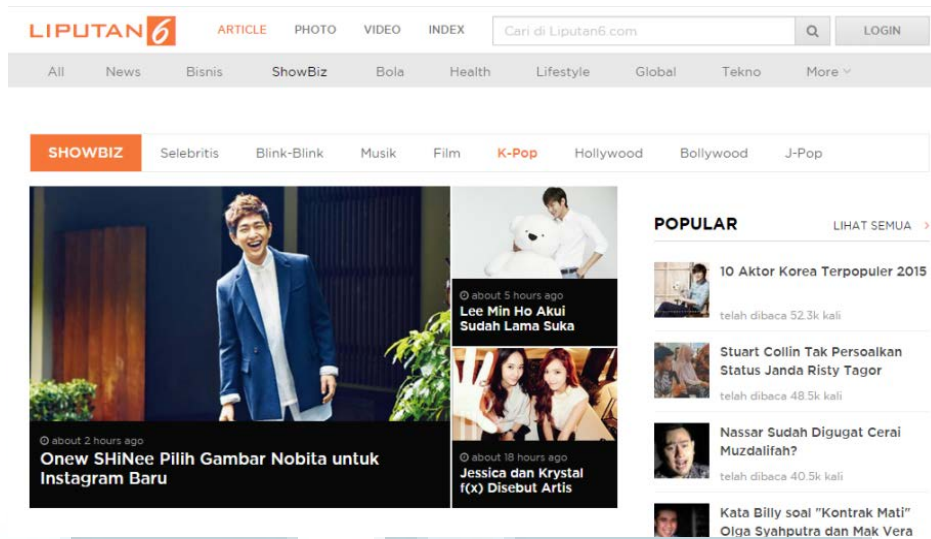 LIPUTAN 6
ARTICLE PHOTO VIDEO INDEX Cari di Liputan6.com LOGIN
All News Bisnis ShowBiz Bola Health Lifestyle Global Tekno More
SHOWBIZ Selebritis Blink-Blink Musik Film K-Pop Hollywood Bollywood J-Pop
about 2 hours ago
Onew SHiNee Pilih Gambar Nobita untuk
Instagram Baru
about 5 hours ago
Lee Min Ho Akui
Sudah Lama Suka
about 18 hours ago
Jessica dan Krystal
f(x) Disebut Artis
POPULAR LIHAT SEMUA
10 Aktor Korea Terpopuler 2015
telah dibaca 52.3k kali
Stuart Collin Tak Persoalkan
Status Janda Risty Tagor
telah dibaca 48.5k kali
Nassar Sudah Digugat Cerai
Muzdalifah?
telah dibaca 40.5k kali
Kata Billy soal "Kontrak Mati"
Olga Syahputra dan Mak Vera